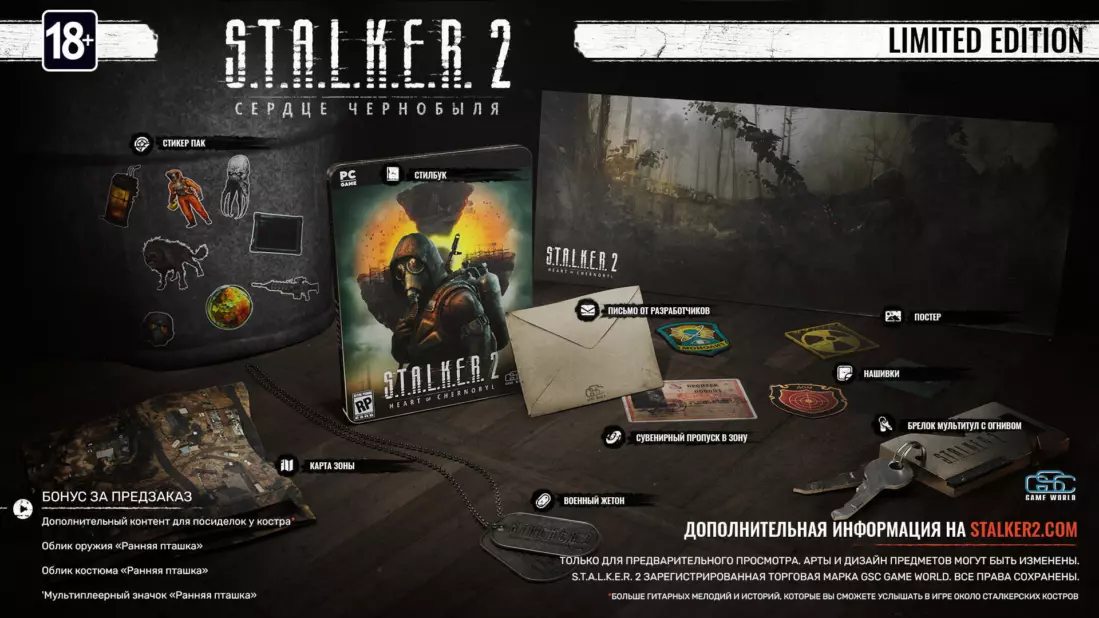 18+
S.T.A.L.K.E.R. 2
СЕРДЦЕ ЧЕРНОБЫЛЯ
LIMITED EDITION
СТИКЕР ПАК
PC
GAME
СТИЛБУК
S.T.A.L.K.E.R. 2
HEART OF CHERNOBYL
RP
S.T.A.L.K.E.R. 2
HEART OF CHERNOBYL
ПИСЬМО ОТ РАЗРАБОТЧИКОВ
ПОСТЕР
НАШИВКИ
СУВЕНИРНЫЙ ПРОПУСК В ЗОНУ
БРЕЛОК МУЛЬТИТУЛ С ОГНИВОМ
S.T.A.L.K.E.R. 2
КАРТА ЗОНЫ
ВОЕННЫЙ ЖЕТОН
GSC
GAME WORLD
БОНУС ЗА ПРЕДЗАКАЗ
Дополнительный контент для посиделок у костра*
Облик оружия «Ранняя пташка»
Облик костюма «Ранняя пташка»
'Мультиплеерный значок «Ранняя пташка»
ДОПОЛНИТЕЛЬНАЯ ИНФОРМАЦИЯ НА STALKER2.COM
ТОЛЬКО ДЛЯ ПРЕДВАРИТЕЛЬНОГО ПРОСМОТРА. АРТЫ И ДИЗАЙН ПРЕДМЕТОВ МОГУТ БЫТЬ ИЗМЕНЕНЫ.
S.T.A.L.K.E.R. 2 ЗАРЕГИСТРИРОВАННАЯ ТОРГОВАЯ МАРКА GSC GAME WORLD. ВСЕ ПРАВА СОХРАНЕНЫ.
*БОЛЬШЕ ГИТАРНЫХ МЕЛОДИЙ И ИСТОРИЙ, КОТОРЫЕ ВЫ СМОЖЕТЕ УСЛЫШАТЬ В ИГРЕ ОКОЛО СТАЛКЕРСКИХ КОСТРОВ